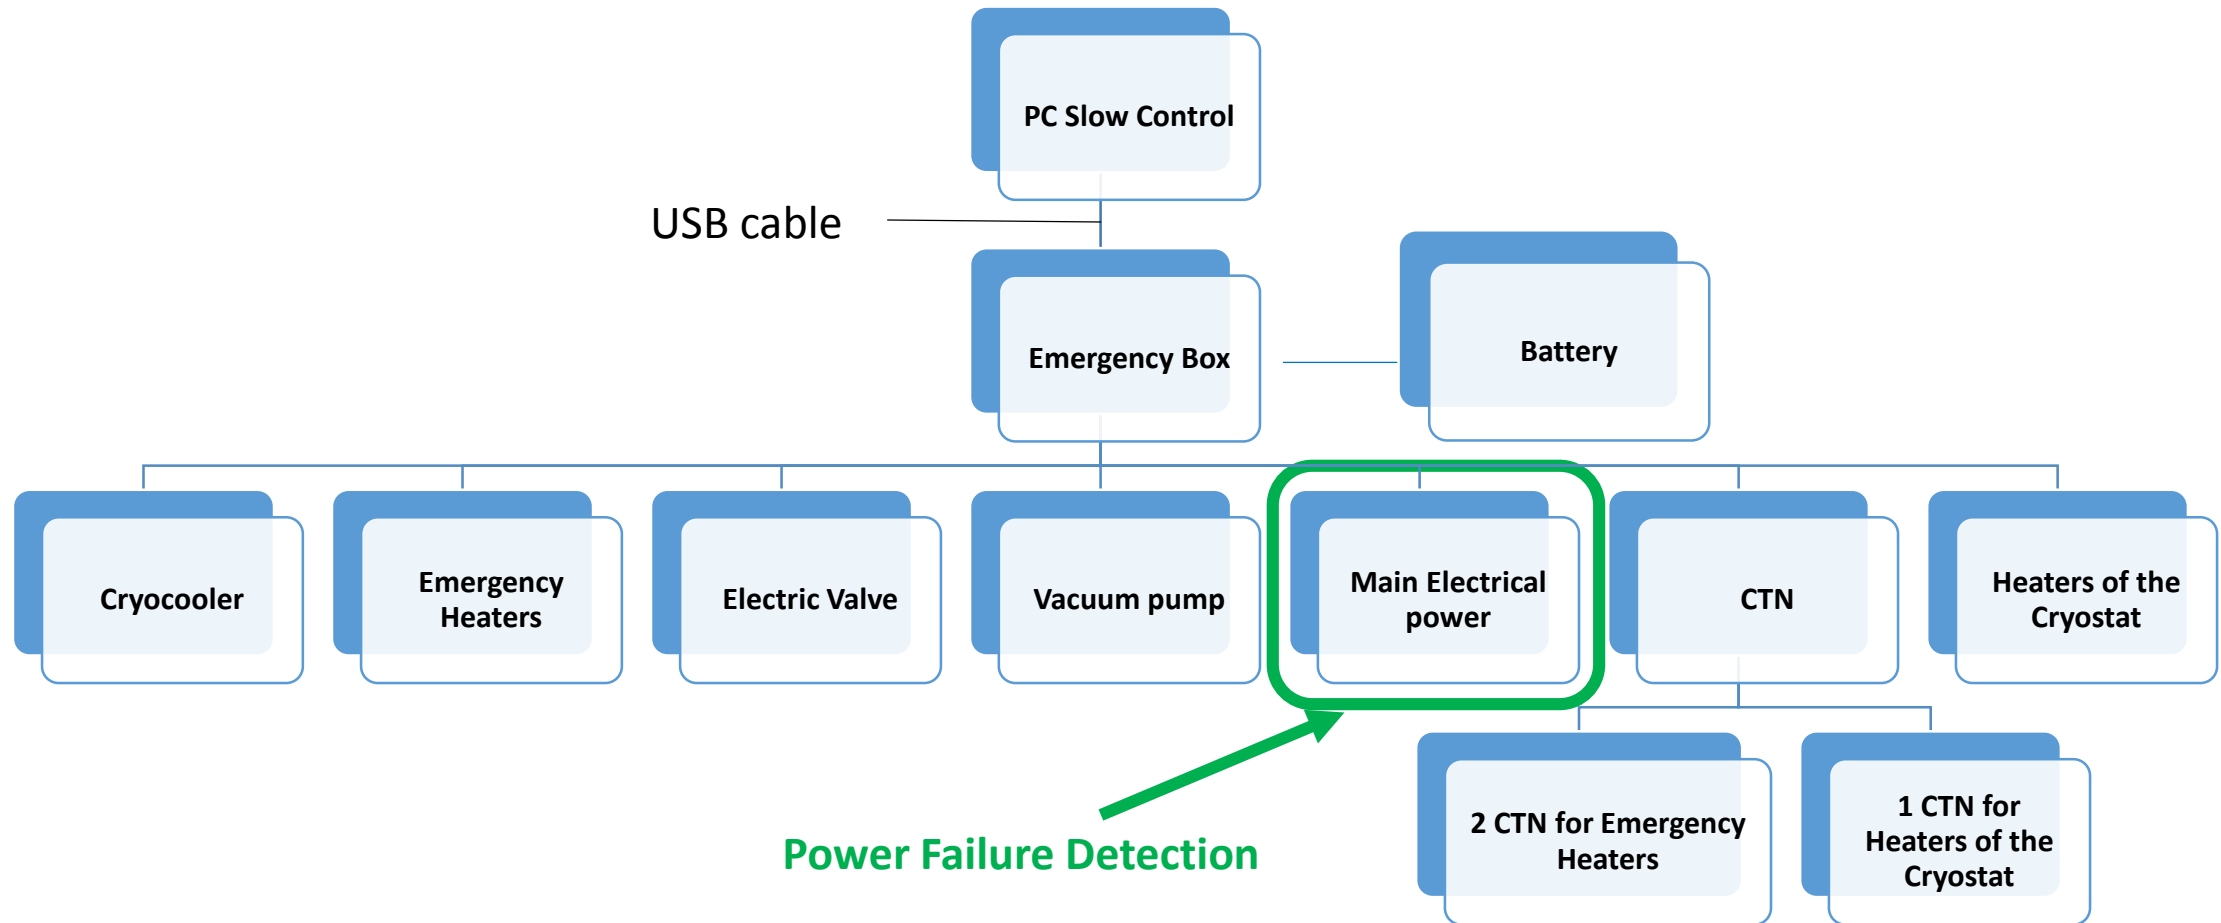 PC Slow Control
USB cable
Emergency Box
Battery
Cryocooler
Emergency
Heaters
Electric Valve
Vacuum pump
Main Electrical
power
CTN
Heaters of the
Cryostat
Power Failure Detection
2 CTN for Emergency
Heaters
1 CTN for
Heaters of the
Cryostat